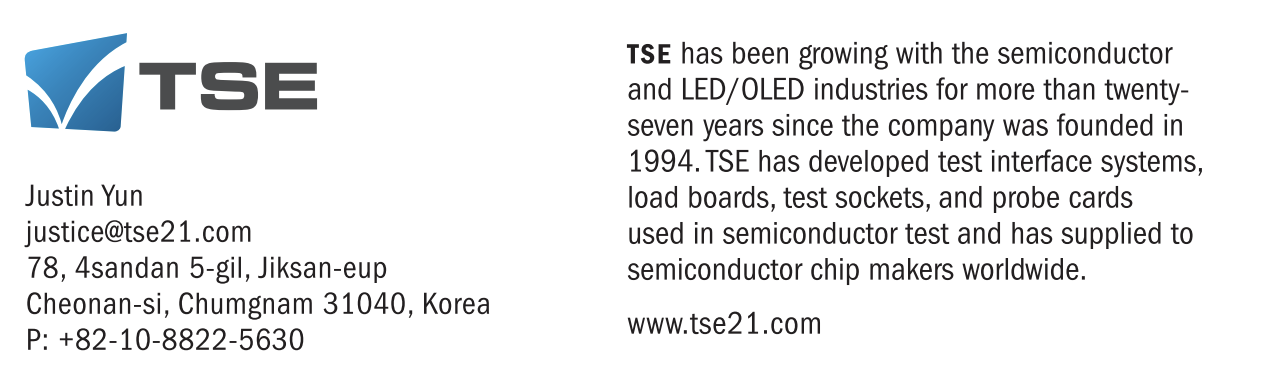 TSE
Justin Yun
justice@tse21.com
78, 4sandan 5-gil, Jiksan-eup
Cheonan-si, Chumgnam 31040, Korea
P: +82-10-8822-5630
TSE has been growing with the semiconductor
and LED/OLED industries for more than twenty-
seven years since the company was founded in
1994. TSE has developed test interface systems,
load boards, test sockets, and probe cards
used in semiconductor test and has supplied to
semiconductor chip makers worldwide.
www.tse21.com